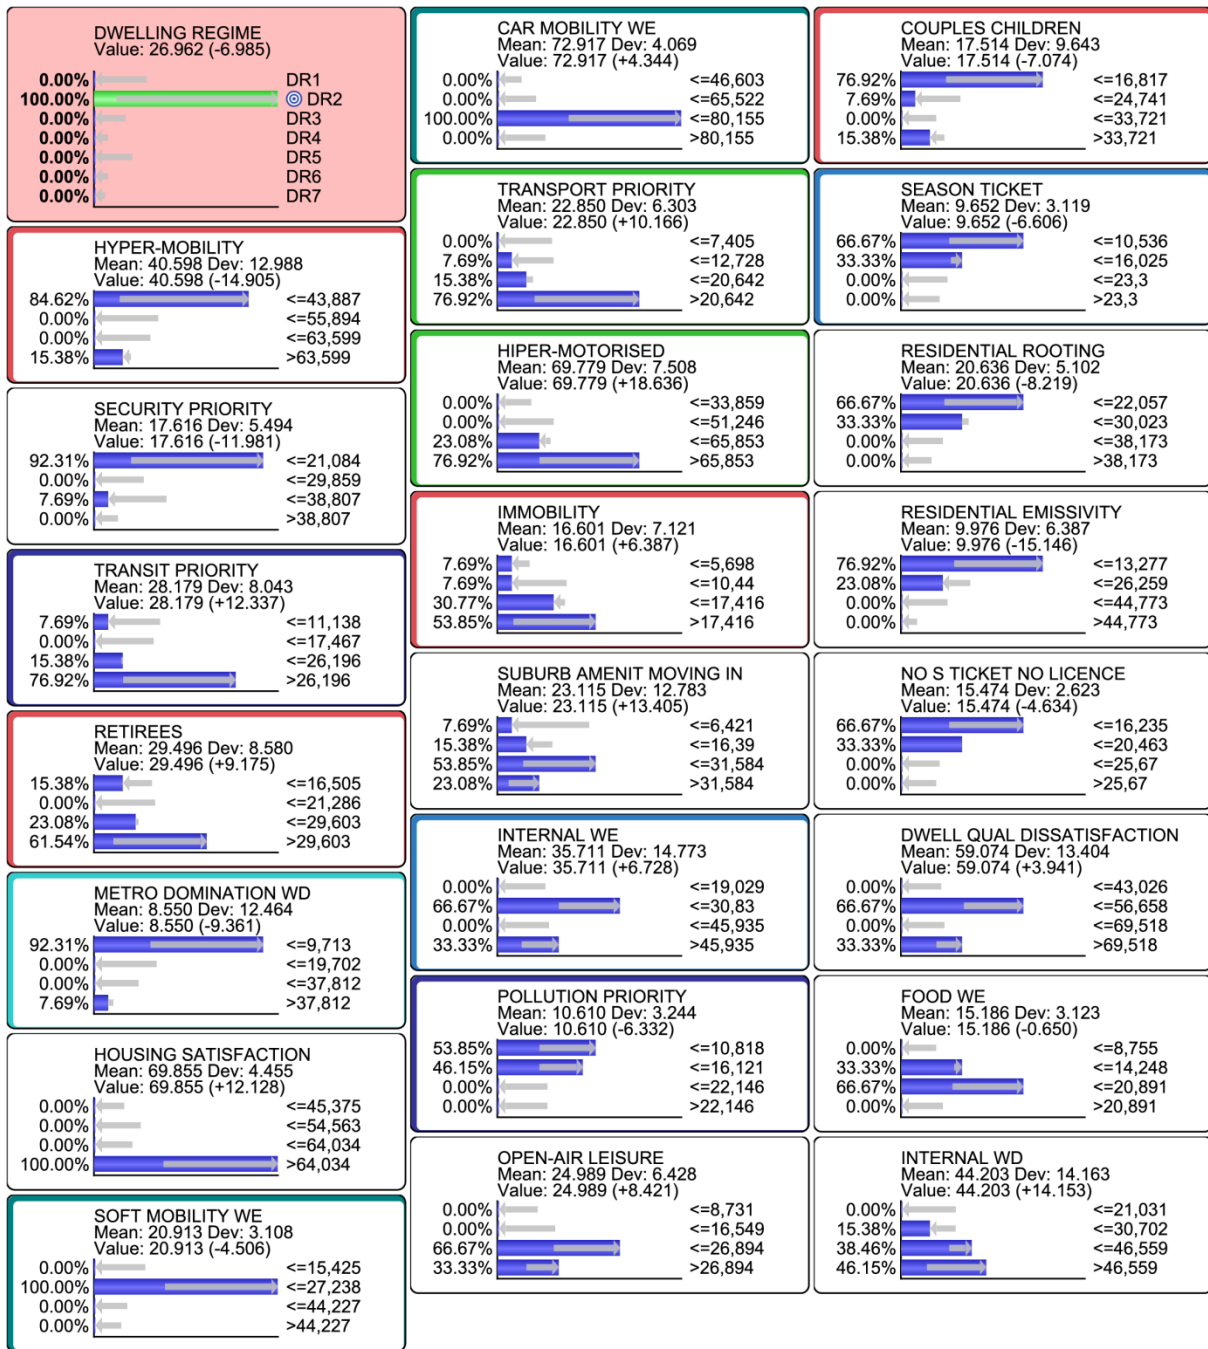 DWELLING REGIME
Value: 26.962 (-6.985)
0.00% DR1
100.00% DR2
0.00% DR3
0.00% DR4
0.00% DR5
0.00% DR6
0.00% DR7
HYPER-MOBILITY
Mean: 40.598 Dev: 12.988
Value: 40.598 (-14.905)
84.62% <=43,887
0.00% <=55,894
0.00% <=63,599
15.38% >63,599
SECURITY PRIORITY
Mean: 17.616 Dev: 5.494
Value: 17.616 (-11.981)
92.31% <=21,084
0.00% <=29,859
7.69% <=38,807
0.00% >38,807
TRANSIT PRIORITY
Mean: 28.179 Dev: 8.043
Value: 28.179 (+12.337)
7.69% <=11,138
0.00% <=17,467
15.38% <=26,196
76.92% >26,196
RETIREES
Mean: 29.496 Dev: 8.580
Value: 29.496 (+9.175)
15.38% <=16,505
0.00% <=21,286
23.08% <=29,603
61.54% >29,603
METRO DOMINATION WD
Mean: 8.550 Dev: 12.464
Value: 8.550 (-9.361)
92.31% <=9,713
0.00% <=19,702
0.00% <=37,812
7.69% >37,812
HOUSING SATISFACTION
Mean: 69.855 Dev: 4.455
Value: 69.855 (+12.128)
0.00% <=45,375
0.00% <=54,563
0.00% <=64,034
100.00% >64,034
SOFT MOBILITY WE
Mean: 20.913 Dev: 3.108
Value: 20.913 (-4.506)
0.00% <=15,425
100.00% <=27,238
0.00% <=44,227
0.00% >44,227
CAR MOBILITY WE
Mean: 72.917 Dev: 4.069
Value: 72.917 (+4.344)
0.00% <=46,603
0.00% <=65,522
100.00% <=80,155
0.00% >80,155
TRANSPORT PRIORITY
Mean: 22.850 Dev: 6.303
Value: 22.850 (+10.166)
0.00% <=7,405
7.69% <=12,728
15.38% <=20,642
76.92% >20,642
HIPER-MOTORISED
Mean: 69.779 Dev: 7.508
Value: 69.779 (+18.636)
0.00% <=33,859
0.00% <=51,246
23.08% <=65,853
76.92% >65,853
IMMOBILITY
Mean: 16.601 Dev: 7.121
Value: 16.601 (+6.387)
7.69% <=5,698
7.69% <=10,44
30.77% <=17,416
53.85% >17,416
SUBURB AMENIT MOVING IN
Mean: 23.115 Dev: 12.783
Value: 23.115 (+13.405)
7.69% <=6,421
15.38% <=16,39
53.85% <=31,584
23.08% >31,584
INTERNAL WE
Mean: 35.711 Dev: 14.773
Value: 35.711 (+6.728)
0.00% <=19,029
66.67% <=30,83
0.00% <=45,935
33.33% >45,935
POLLUTION PRIORITY
Mean: 10.610 Dev: 3.244
Value: 10.610 (-6.332)
53.85% <=10,818
46.15% <=16,121
0.00% <=22,146
0.00% >22,146
OPEN-AIR LEISURE
Mean: 24.989 Dev: 6.428
Value: 24.989 (+8.421)
0.00% <=8,731
0.00% <=16,549
66.67% <=26,894
33.33% >26,894
COUPLES CHILDREN
Mean: 17.514 Dev: 9.643
Value: 17.514 (-7.074)
76.92% <=16,817
7.69% <=24,741
0.00% <=33,721
15.38% >33,721
SEASON TICKET
Mean: 9.652 Dev: 3.119
Value: 9.652 (-6.606)
66.67% <=10,536
33.33% <=16,025
0.00% <=23,3
0.00% >23,3
RESIDENTIAL ROOTING
Mean: 20.636 Dev: 5.102
Value: 20.636 (-8.219)
66.67% <=22,057
33.33% <=30,023
0.00% <=38,173
0.00% >38,173
RESIDENTIAL EMISSIVITY
Mean: 9.976 Dev: 6.387
Value: 9.976 (-15.146)
76.92% <=13,277
23.08% <=26,259
0.00% <=44,773
0.00% >44,773
NO S TICKET NO LICENCE
Mean: 15.474 Dev: 2.623
Value: 15.474 (-4.634)
66.67% <=16,235
33.33% <=20,463
0.00% <=25,67
0.00% >25,67
DWELL QUAL DISSATISFACTION
Mean: 59.074 Dev: 13.404
Value: 59.074 (+3.941)
0.00% <=43,026
66.67% <=56,658
0.00% <=69,518
33.33% >69,518
FOOD WE
Mean: 15.186 Dev: 3.123
Value: 15.186 (-0.650)
0.00% <=8,755
33.33% <=14,248
66.67% <=20,891
0.00% >20,891
INTERNAL WD
Mean: 44.203 Dev: 14.163
Value: 44.203 (+14.153)
0.00% <=21,031
15.38% <=30,702
38.46% <=46,559
46.15% >46,559